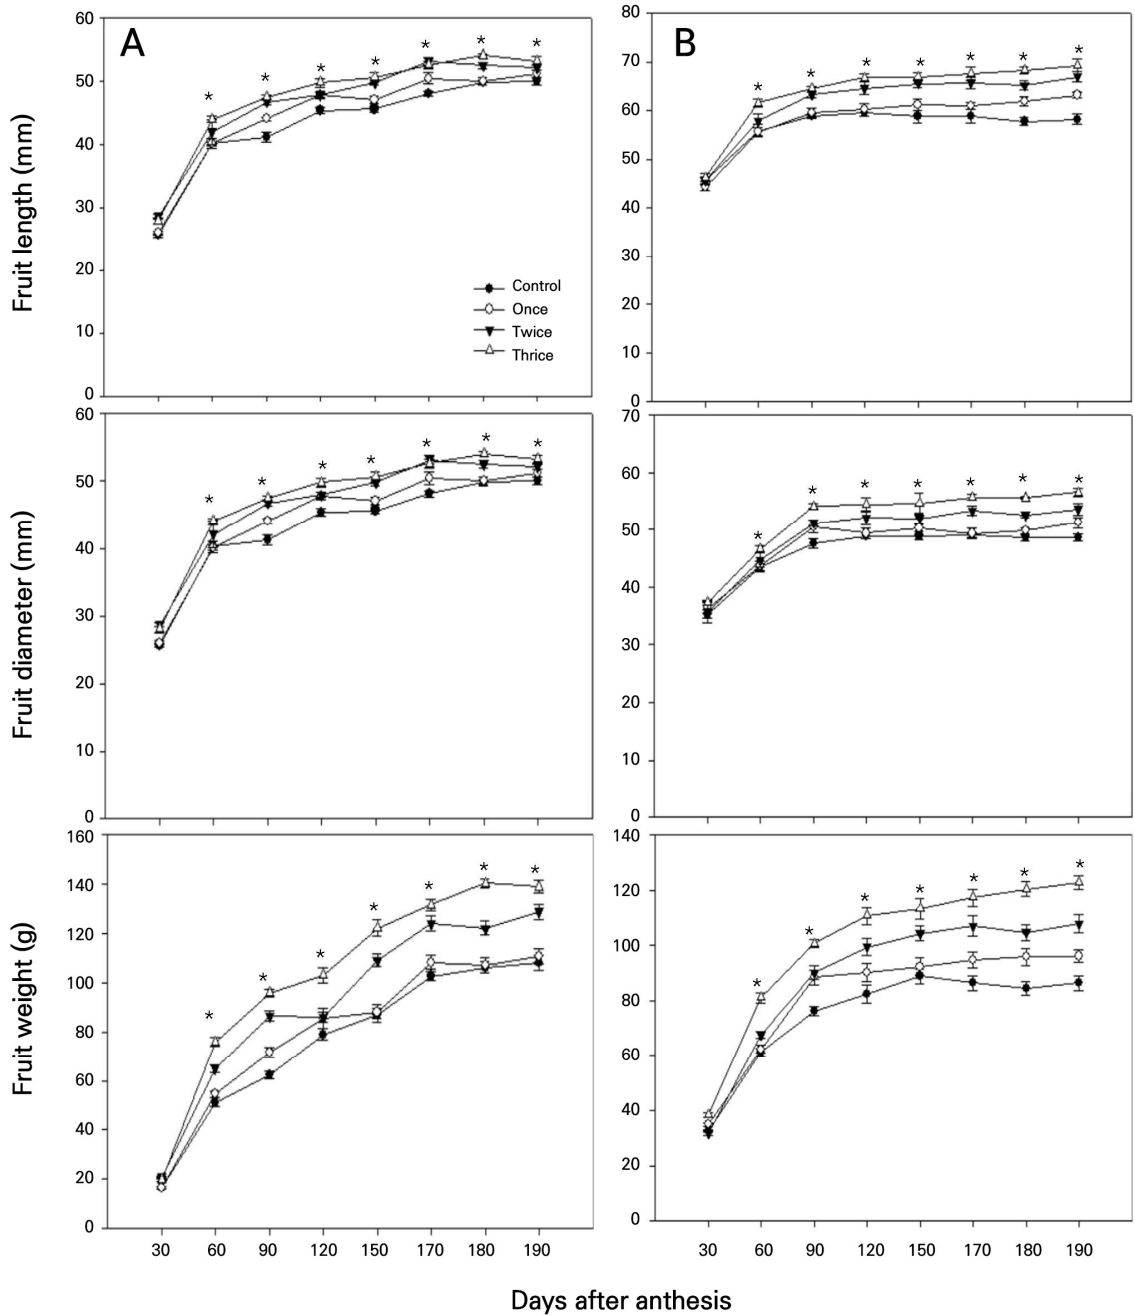 A
B
Fruit length (mm)
60
50
40
30
20
10
0
Control
Once
Twice
Thrice
* * * * * * *
80
70
60
50
40
30
20
10
0
* * * * * * *
Fruit diameter (mm)
60
50
40
30
20
10
0
* * * * * * *
70
60
50
40
30
20
10
0
* * * * * * *
Fruit weight (g)
160
140
120
100
80
60
40
20
0
* * * * * * *
30 60 90 120 150 170 180 190
140
120
100
80
60
40
20
0
* * * * * * *
30 60 90 120 150 170 180 190
Days after anthesis